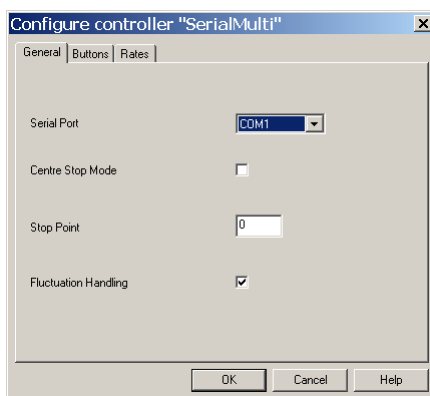 Configure controller "SerialMulti"
General Buttons Rates
Serial Port COM1
Centre Stop Mode
Stop Point 0
Fluctuation Handling
OK Cancel Help